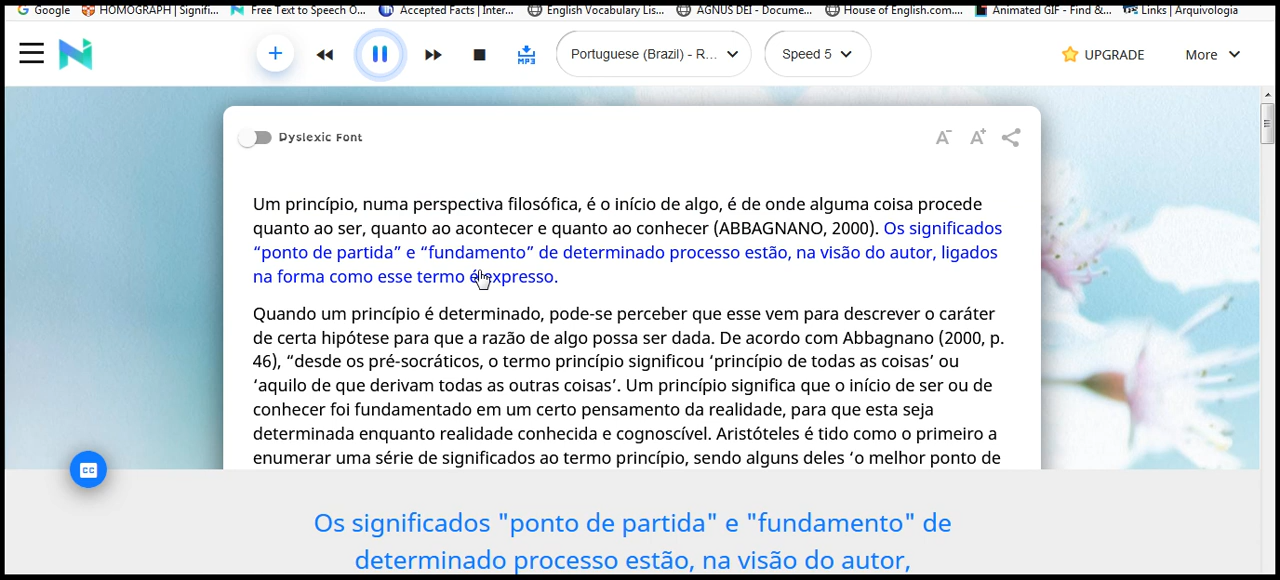 Google
HOMOGRAPH | Signifi...
Free Text to Speech O...
Accepted Facts | Inter...
English Vocabulary Lis...
AGNUS DEI - Docume...
House of English.com....
Animated GIF - Find &...
Links | Arquivologia
MP3
Portuguese (Brazil) - R...
Speed 5
UPGRADE
More
Dyslexic Font
A-
A+
Um princípio, numa perspectiva filosófica, é o início de algo, é de onde alguma coisa procede
quanto ao ser, quanto ao acontecer e quanto ao conhecer (ABBAGNANO, 2000). Os significados
“ponto de partida” e “fundamento” de determinado processo estão, na visão do autor, ligados
na forma como esse termo é expresso.
Quando um princípio é determinado, pode-se perceber que esse vem para descrever o caráter
de certa hipótese para que a razão de algo possa ser dada. De acordo com Abbagnano (2000, p.
46), “desde os pré-socráticos, o termo princípio significou ‘princípio de todas as coisas’ ou
‘aquilo de que derivam todas as outras coisas’. Um princípio significa que o início de ser ou de
conhecer foi fundamentado em um certo pensamento da realidade, para que esta seja
determinada enquanto realidade conhecida e cognoscível. Aristóteles é tido como o primeiro a
enumerar uma série de significados ao termo princípio, sendo alguns deles ‘o melhor ponto de
CC
Os significados "ponto de partida" e "fundamento" de
determinado processo estão, na visão do autor,